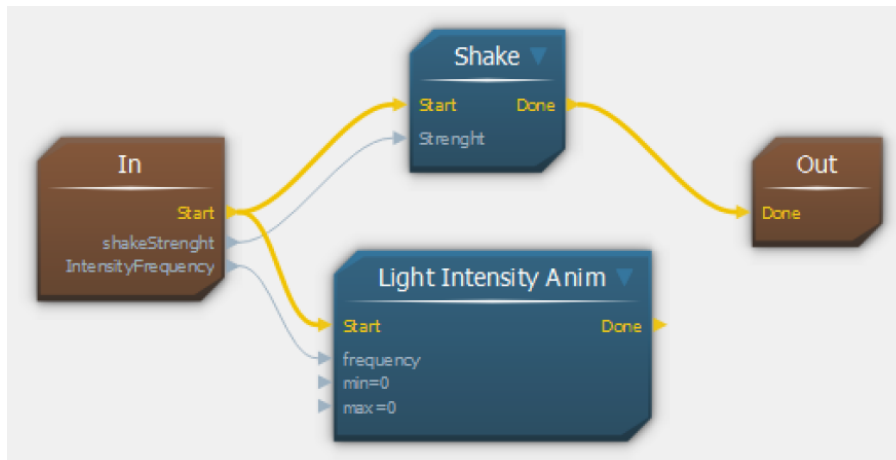 In
Start
shakeStrenght
IntensityFrequency
Shake
Start Done
Strenght
Light Intensity Anim
Start Done
frequency
min=0
max=0
Out
Done